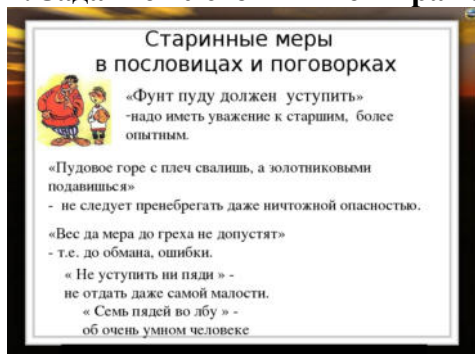 Старинные меры
в пословицах и поговорках
«Фунт пуду должен уступить»
-надо иметь уважение к старшим, более
опытным.
«Пудовое горе с плеч свалишь, а золотниковыми
подавишься»
- не следует пренебрегать даже ничтожной опасностью.
«Вес да мера до греха не допустят»
- т.е. до обмана, ошибки.
« Не уступить ни пяди » -
не отдать даже самой малости.
« Семь пядей во лбу » -
об очень умном человеке